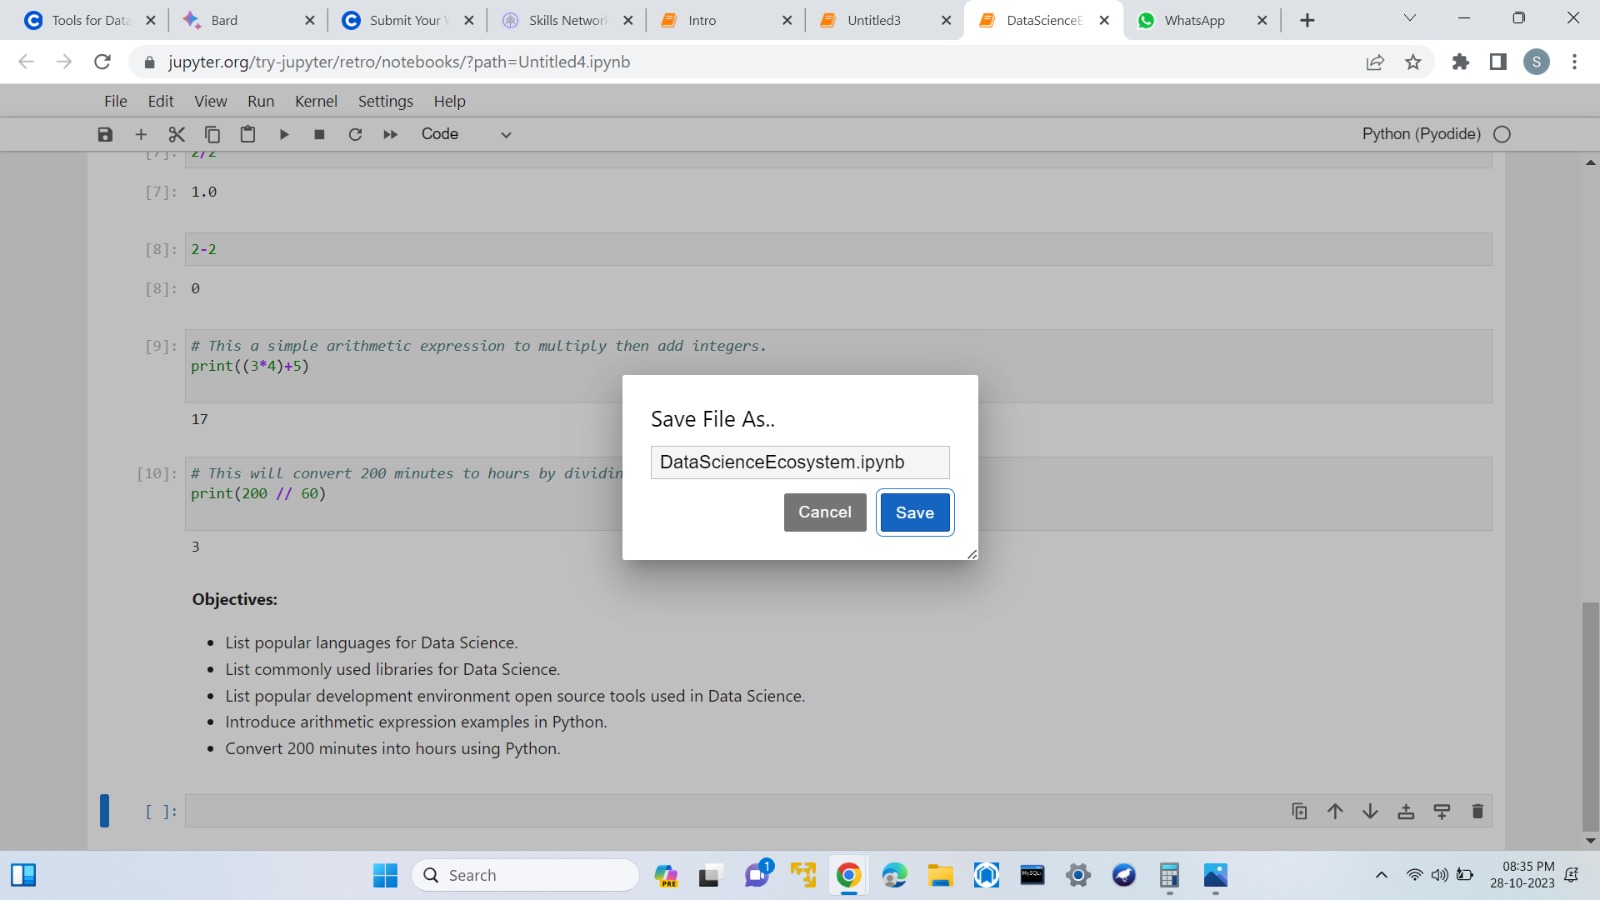 Tools for Data
Bard
Submit Your
Skills Networ
Intro
Untitled3
DataScienceE
WhatsApp
jupyter.org/try-jupyter/retro/notebooks/?path=Untitled4.ipynb
S
File Edit View Run Kernel Settings Help
Code
Python (Pyodide)
[7]: 2/2
[7]: 1.0
[8]: 2-2
[8]: 0
[9]: # This a simple arithmetic expression to multiply then add integers.
print((3*4)+5)
17
[10]: # This will convert 200 minutes to hours by dividin
print(200 // 60)
3
Save File As..
DataScienceEcosystem.ipynb
Cancel Save
Objectives:
• List popular languages for Data Science.
• List commonly used libraries for Data Science.
• List popular development environment open source tools used in Data Science.
• Introduce arithmetic expression examples in Python.
• Convert 200 minutes into hours using Python.
[ ]:
Search
PRE
1
MySQL
08:35 PM
28-10-2023